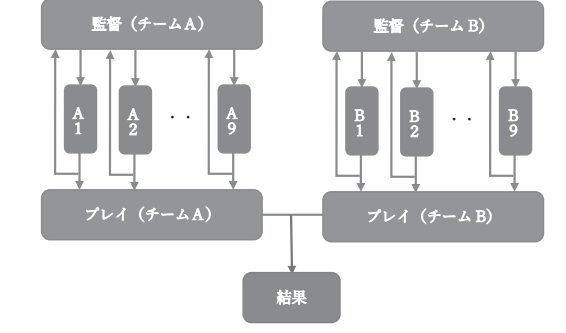 監督（チームA）
監督（チームB）
A
1
A
2
・・
A
9
B
1
B
2
・・
B
9
プレイ（チームA）
プレイ（チームB）
結果